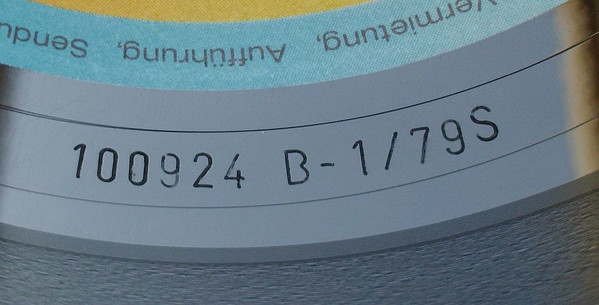 Vermietung, Aufführung, Sendu
100924 B-1/79S